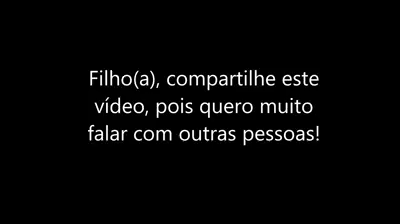 Filho(a), compartilhe este
vídeo, pois quero muito
falar com outras pessoas!